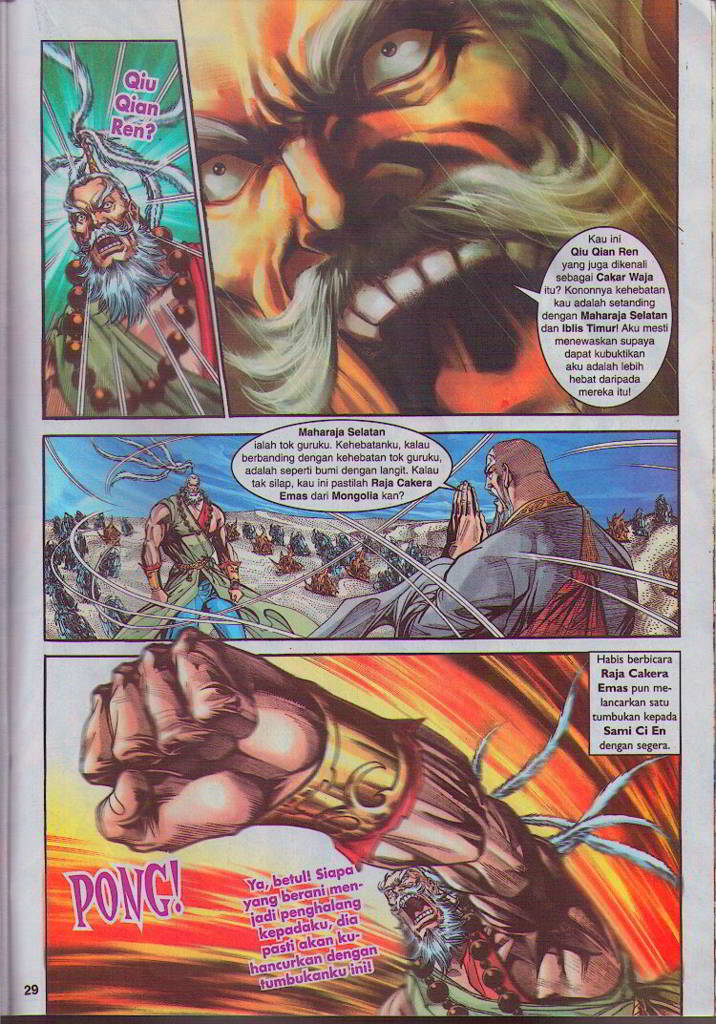 Qiu
Qian
Ren?
Kau ini
Qiu Qian Ren
yang juga dikenali
sebagai Cakar Waja
itu? Kononnya kehebatan
kau adalah setanding
dengan Maharaja Selatan
dan Iblis Timur! Aku mesti
menewaskan supaya
dapat kubuktikan
aku adalah lebih
hebat daripada
mereka itu!
Maharaja Selatan
ialah tok guruku. Kehebatanku, kalau
berbanding dengan kehebatan tok guruku,
adalah seperti bumi dengan langit. Kalau
tak silap, kau ini pastilah Raja Cakera
Emas dari Mongolia kan?
Habis berbicara
Raja Cakera
Emas pun me-
lancarkan satu
tumbukan kepada
Sami Ci En
dengan segera.
PONG!
Ya, betul! Siapa
yang berani men-
jadi penghalang
kepadaku, dia
pasti akan ku-
hancurkan dengan
tumbukanku ini!
29